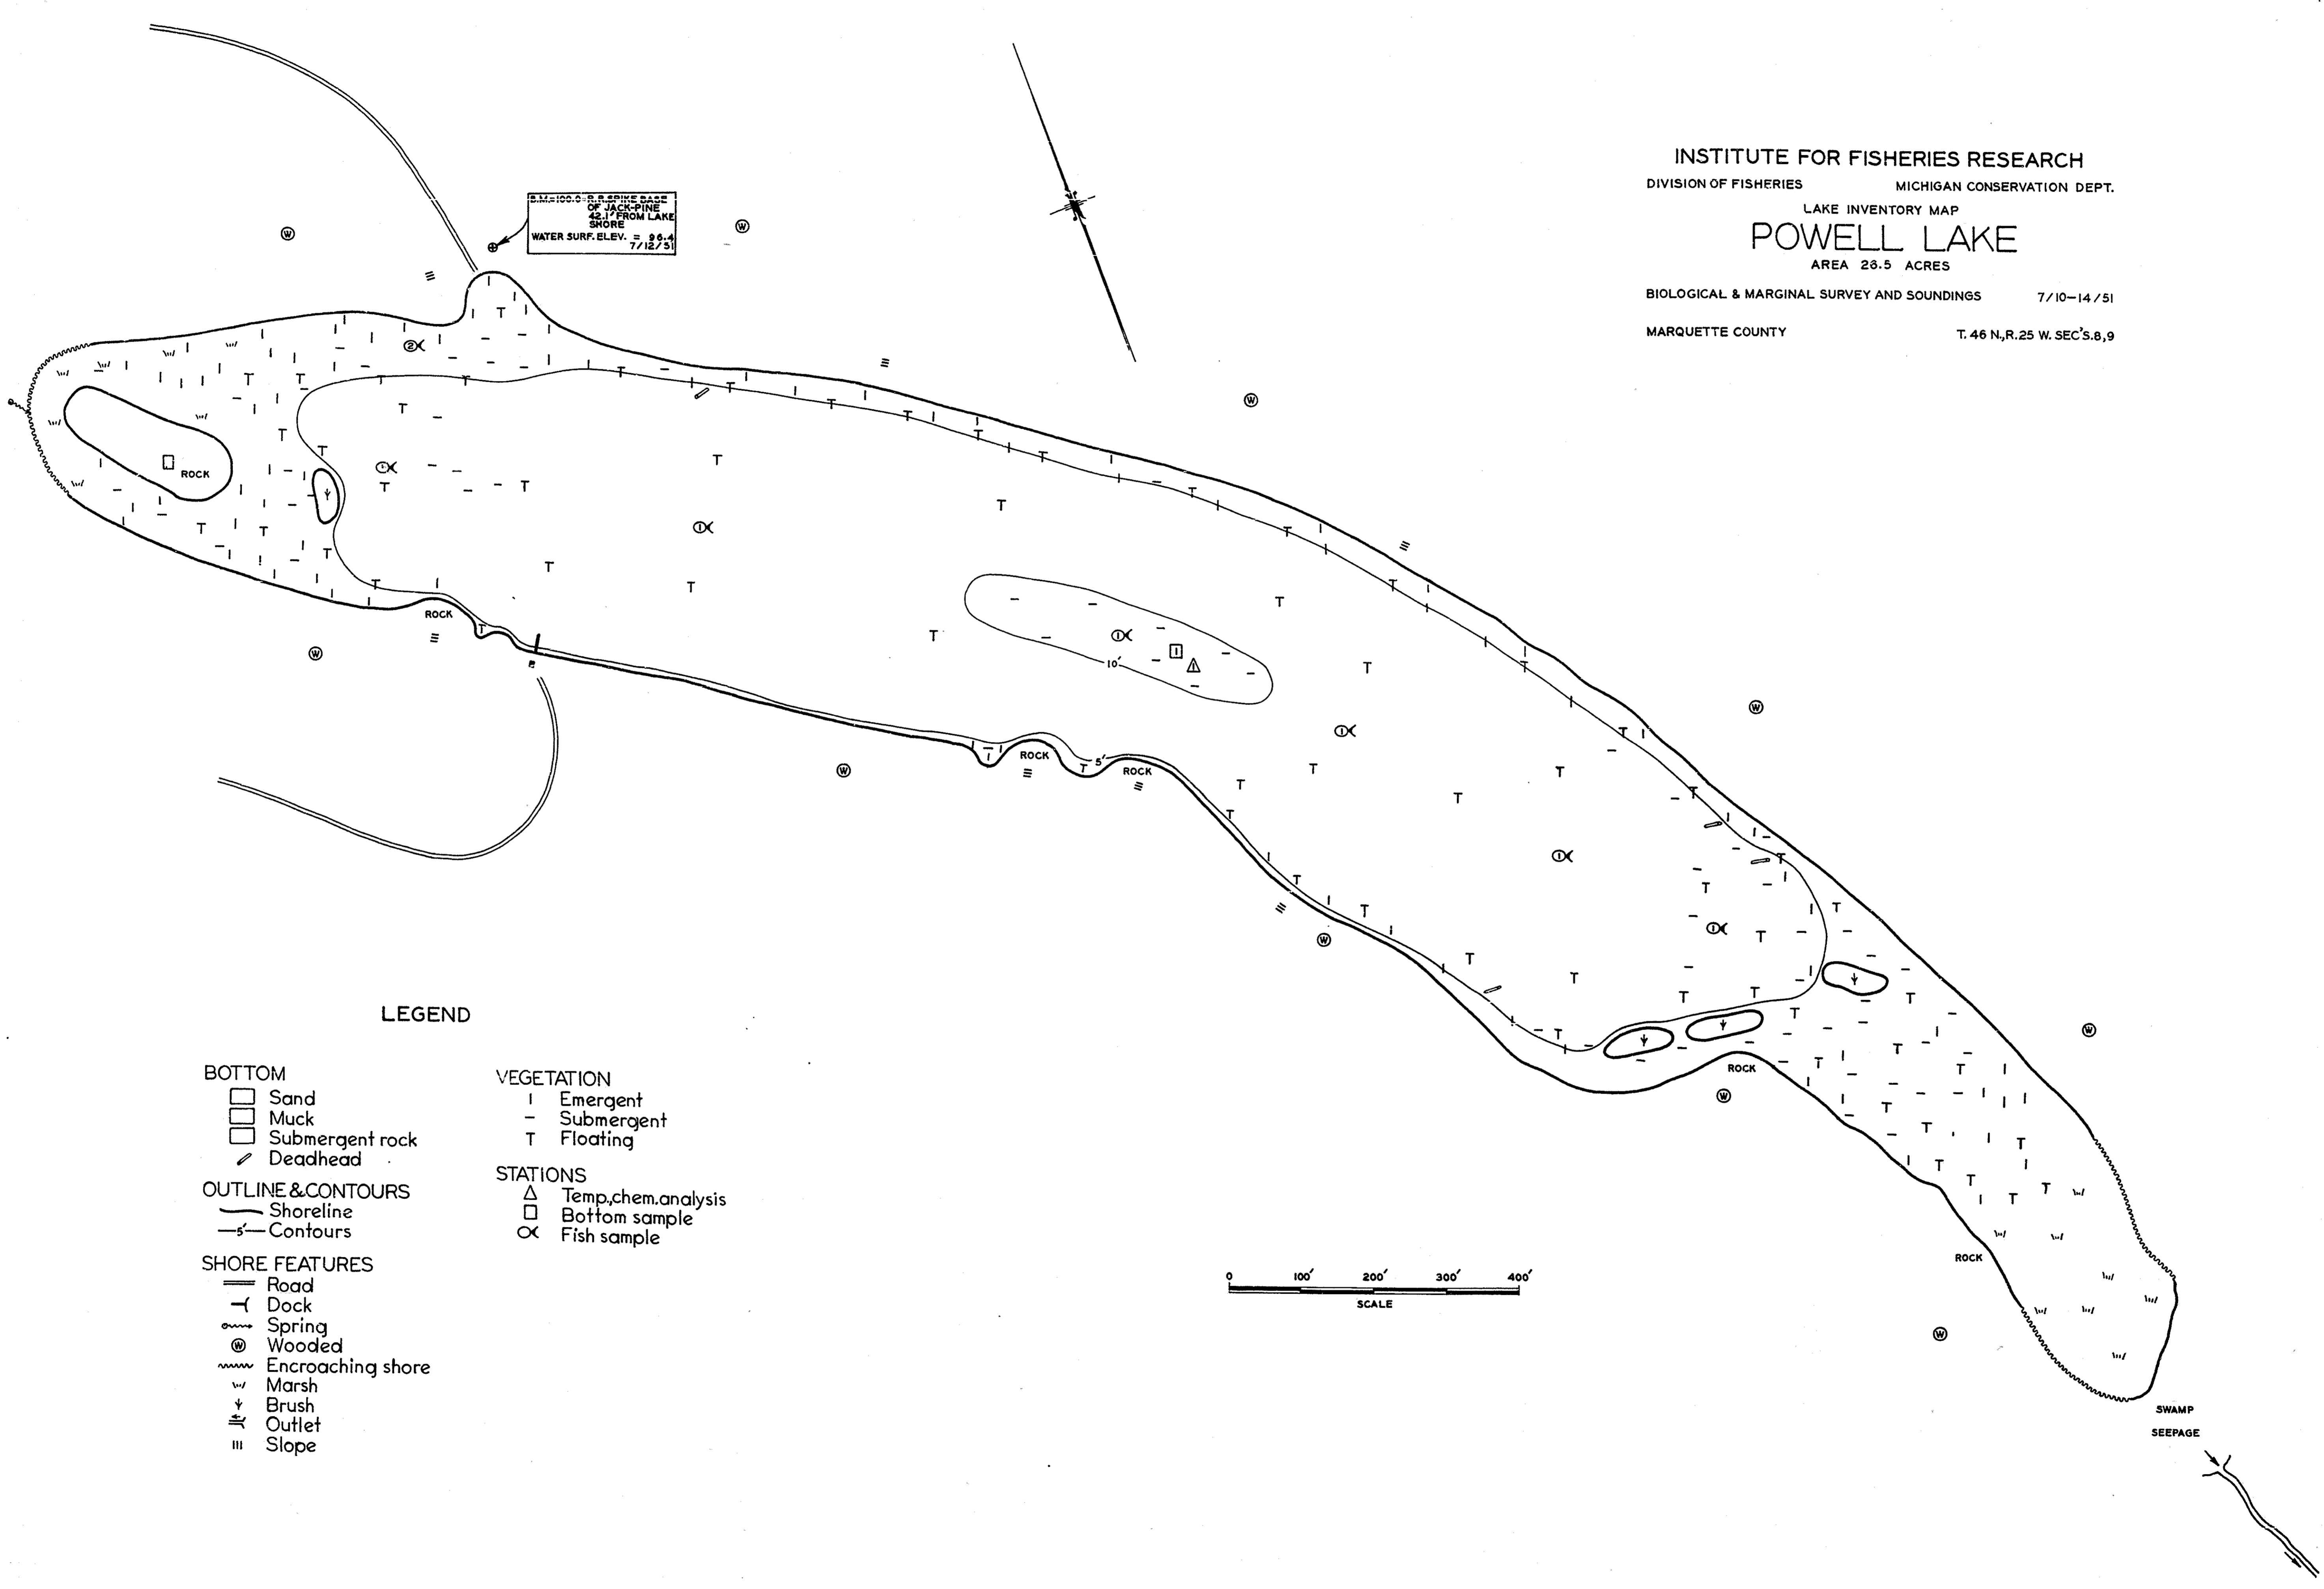 INSTITUTE FOR FISHERIES RESEARCH
DIVISION OF FISHERIES MICHIGAN CONSERVATION DEPT.
LAKE INVENTORY MAP
POWELL LAKE
AREA 26.5 ACRES
BIOLOGICAL & MARGINAL SURVEY AND SOUNDINGS 7/10-14/51
MARQUETTE COUNTY T. 46 N., R. 25 W. SEC'S. 8, 9
B.M.=100.0=R.R. SPIKE BASE
OF JACK-PINE
42.1' FROM LAKE
SHORE
WATER SURF. ELEV. = 96.4
7/12/51
ROCK
ROCK
10'
ROCK
5'
ROCK
ROCK
ROCK
SWAMP
SEEPAGE
LEGEND
BOTTOM
Sand
Muck
Submergent rock
Deadhead
OUTLINE & CONTOURS
Shoreline
5' Contours
SHORE FEATURES
Road
Dock
Spring
W Wooded
Encroaching shore
Marsh
Brush
Outlet
Slope
VEGETATION
I Emergent
– Submergent
T Floating
STATIONS
Temp., chem. analysis
Bottom sample
Fish sample
0 100' 200' 300' 400'
SCALE